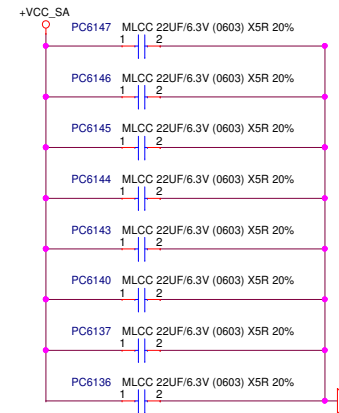 +VCC_SA
PC6147 MLCC 22UF/6.3V (0603) X5R 20%
1 2
PC6146 MLCC 22UF/6.3V (0603) X5R 20%
1 2
PC6145 MLCC 22UF/6.3V (0603) X5R 20%
1 2
PC6144 MLCC 22UF/6.3V (0603) X5R 20%
1 2
PC6143 MLCC 22UF/6.3V (0603) X5R 20%
1 2
PC6140 MLCC 22UF/6.3V (0603) X5R 20%
1 2
PC6137 MLCC 22UF/6.3V (0603) X5R 20%
1 2
PC6136 MLCC 22UF/6.3V (0603) X5R 20%
1 2